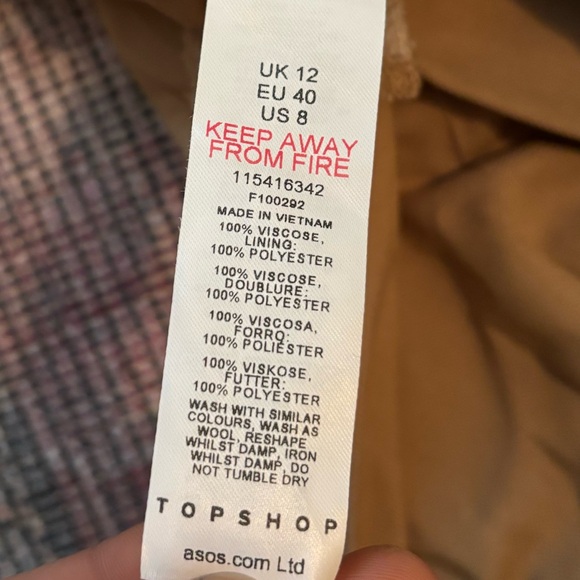 UK 12
EU 40
US 8
KEEP AWAY
FROM FIRE
115416342
F100292
MADE IN VIETNAM
100% VISCOSE,
LINING:
100% POLYESTER
100% VISCOSE,
DOUBLURE:
100% POLYESTER
100% VISCOSA,
FORRO:
100% POLIÉSTER
100% VISKOSE,
FUTTER:
100% POLYESTER
WASH WITH SIMILAR
COLOURS, WASH AS
WOOL, RESHAPE
WHILST DAMP, IRON
WHILST DAMP, DO
NOT TUMBLE DRY
TOPSHOP
asos.com Ltd